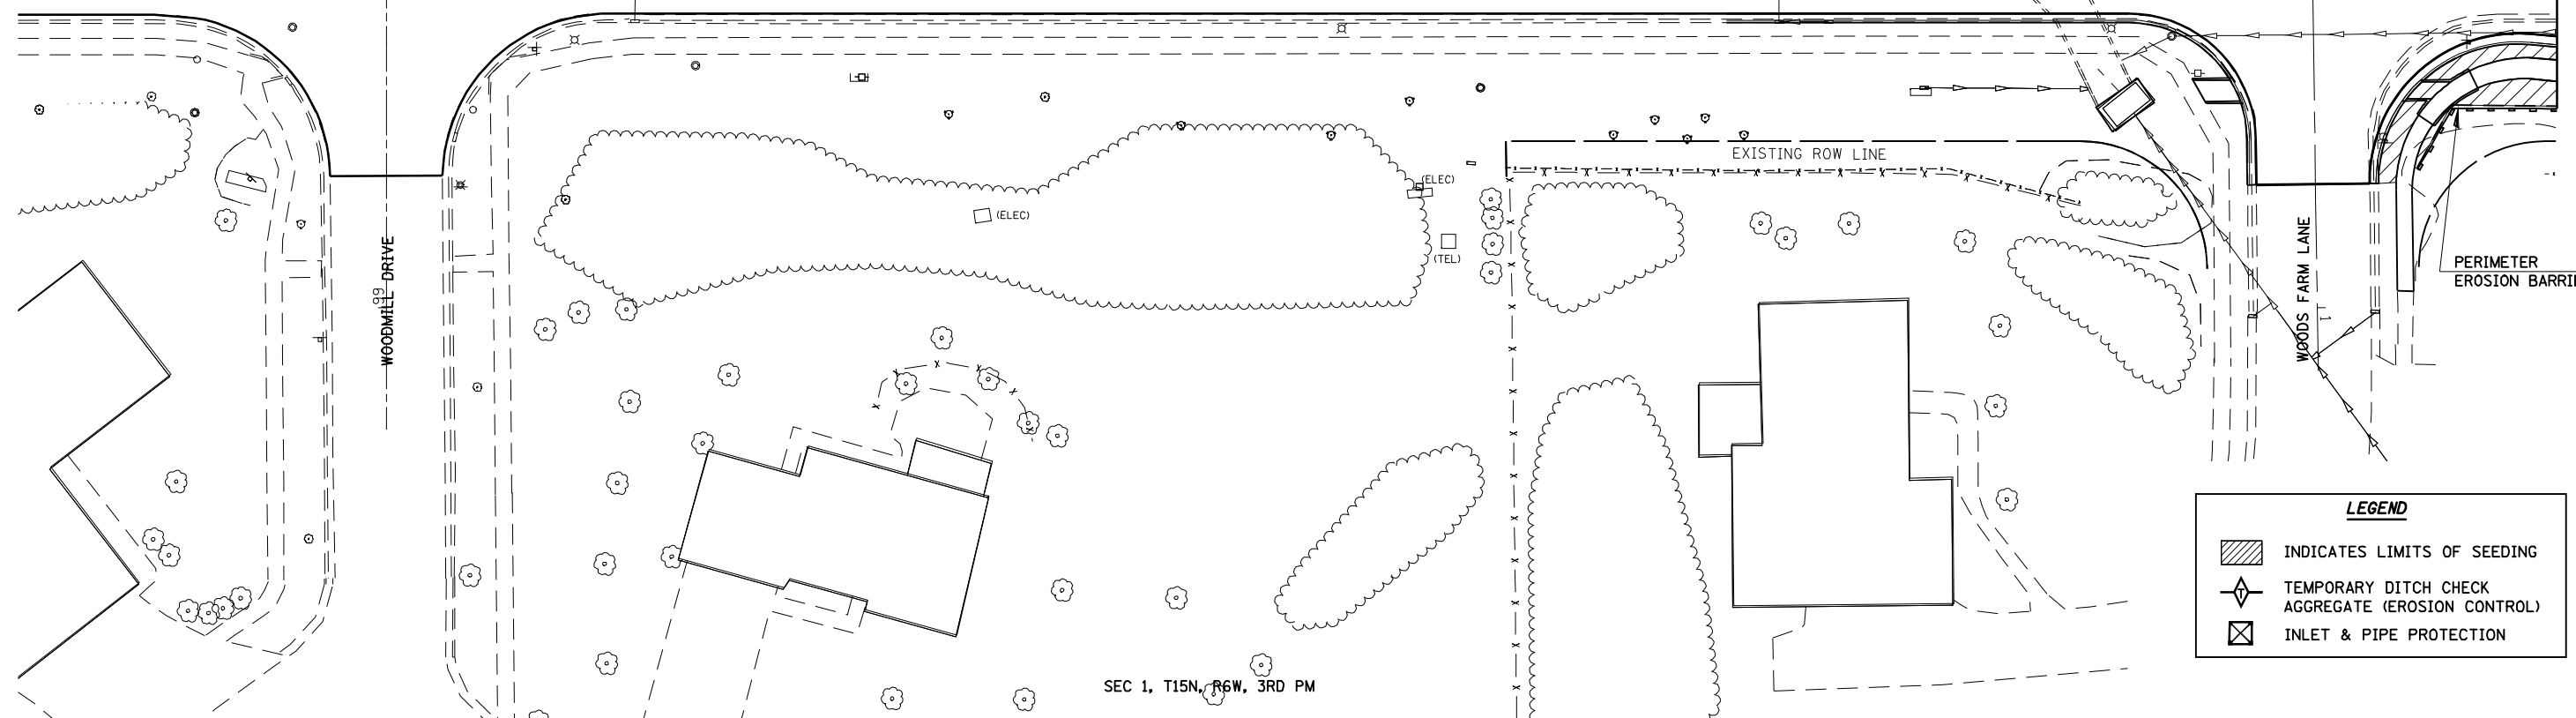 EXISTING ROW LINE
(ELEC)
(ELEC)
(TEL)
WOODMILL DRIVE
66
WOODS FARM LANE
PERIMETER
EROSION BARRI
LEGEND
INDICATES LIMITS OF SEEDING
T
TEMPORARY DITCH CHECK
AGGREGATE (EROSION CONTROL)
INLET & PIPE PROTECTION
SEC 1, T15N, R6W, 3RD PM